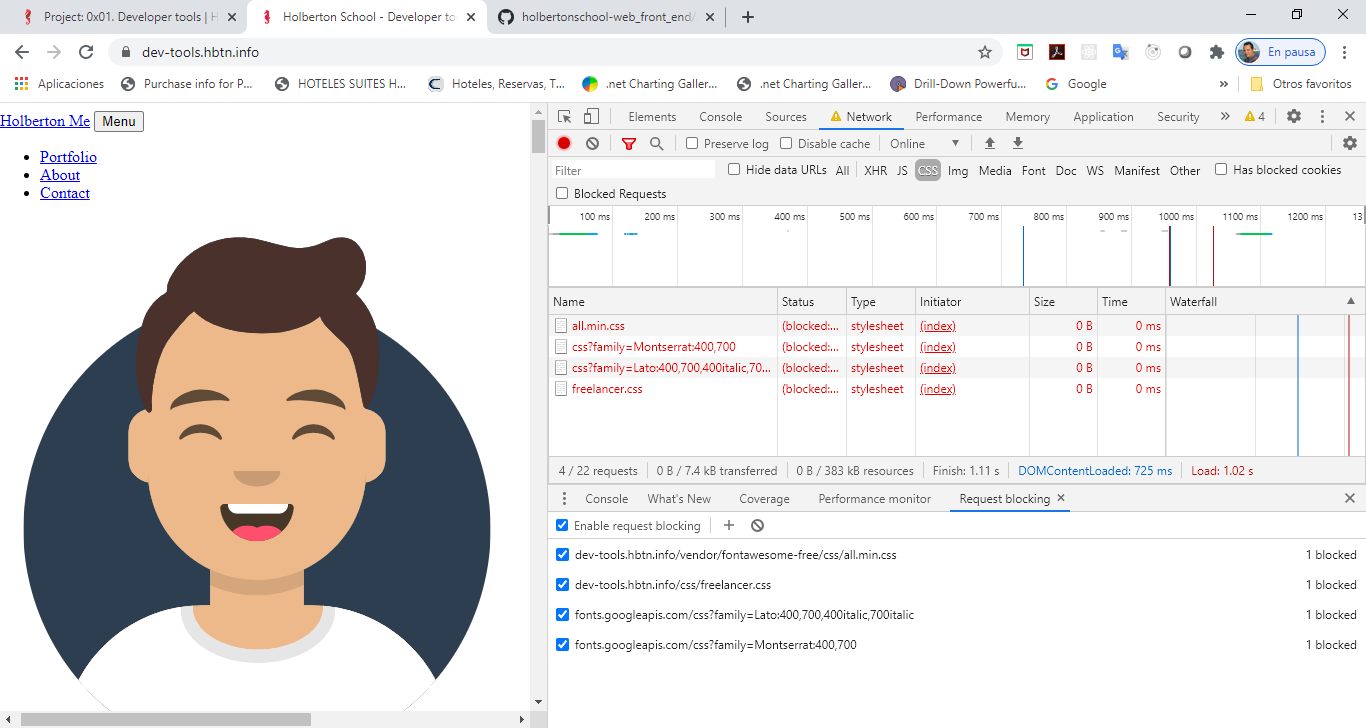 Project: 0x01. Developer tools | H
Holberton School - Developer to
holbertonschool-web_front_end/
dev-tools.hbtn.info
En pausa
Aplicaciones
Purchase info for P...
HOTELES SUITES H...
Hoteles, Reservas, T...
.net Charting Galler...
.net Charting Galler...
Drill-Down Powerfu...
Google
»
Otros favoritos
Holberton Me Menu
Portfolio
About
Contact
Elements Console Sources Network Performance Memory Application Security » 4
Preserve log Disable cache Online
Filter Hide data URLs All XHR JS CSS Img Media Font Doc WS Manifest Other Has blocked cookies
Blocked Requests
100 ms 200 ms 300 ms 400 ms 500 ms 600 ms 700 ms 800 ms 900 ms 1000 ms 1100 ms 1200 ms 13
Name Status Type Initiator Size Time Waterfall
all.min.css (blocked:... stylesheet (index) 0 B 0 ms
css?family=Montserrat:400,700 (blocked:... stylesheet (index) 0 B 0 ms
css?family=Lato:400,700,400italic,70... (blocked:... stylesheet (index) 0 B 0 ms
freelancer.css (blocked:... stylesheet (index) 0 B 0 ms
4 / 22 requests 0 B / 7.4 kB transferred 0 B / 383 kB resources Finish: 1.11 s DOMContentLoaded: 725 ms Load: 1.02 s
Console What's New Coverage Performance monitor Request blocking
Enable request blocking
dev-tools.hbtn.info/vendor/fontawesome-free/css/all.min.css 1 blocked
dev-tools.hbtn.info/css/freelancer.css 1 blocked
fonts.googleapis.com/css?family=Lato:400,700,400italic,700italic 1 blocked
fonts.googleapis.com/css?family=Montserrat:400,700 1 blocked